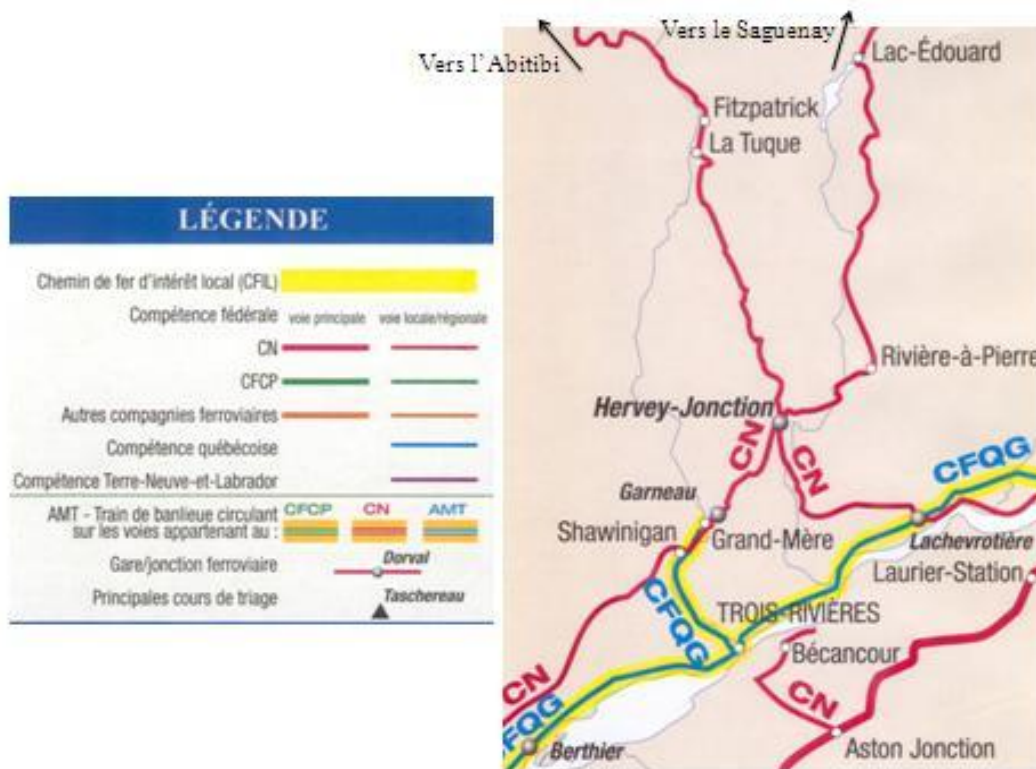 LÉGENDE
Chemin de fer d'intérêt local (CFIL)
Compétence fédérale voie principale voie locale/régionale
CN
CFCP
Autres compagnies ferroviaires
Compétence québécoise
Compétence Terre-Neuve-et-Labrador
AMT - Train de banlieue circulant
sur les voies appartenant au : CFCP CN AMT
Gare/jonction ferroviaire Dorval
Principales cours de triage Taschereau
Vers l'Abitibi
Vers le Saguenay
Lac-Édouard
Fitzpatrick
La Tuque
Rivière-à-Pierre
Hervey-Jonction
CN
CN
CFQG
Garneau
Shawinigan
Grand-Mère
Lachevrotière
Laurier-Station
CFQG
TROIS-RIVIÈRES
Bécancour
CN
CN
CFQG
Berthier
Aston Jonction